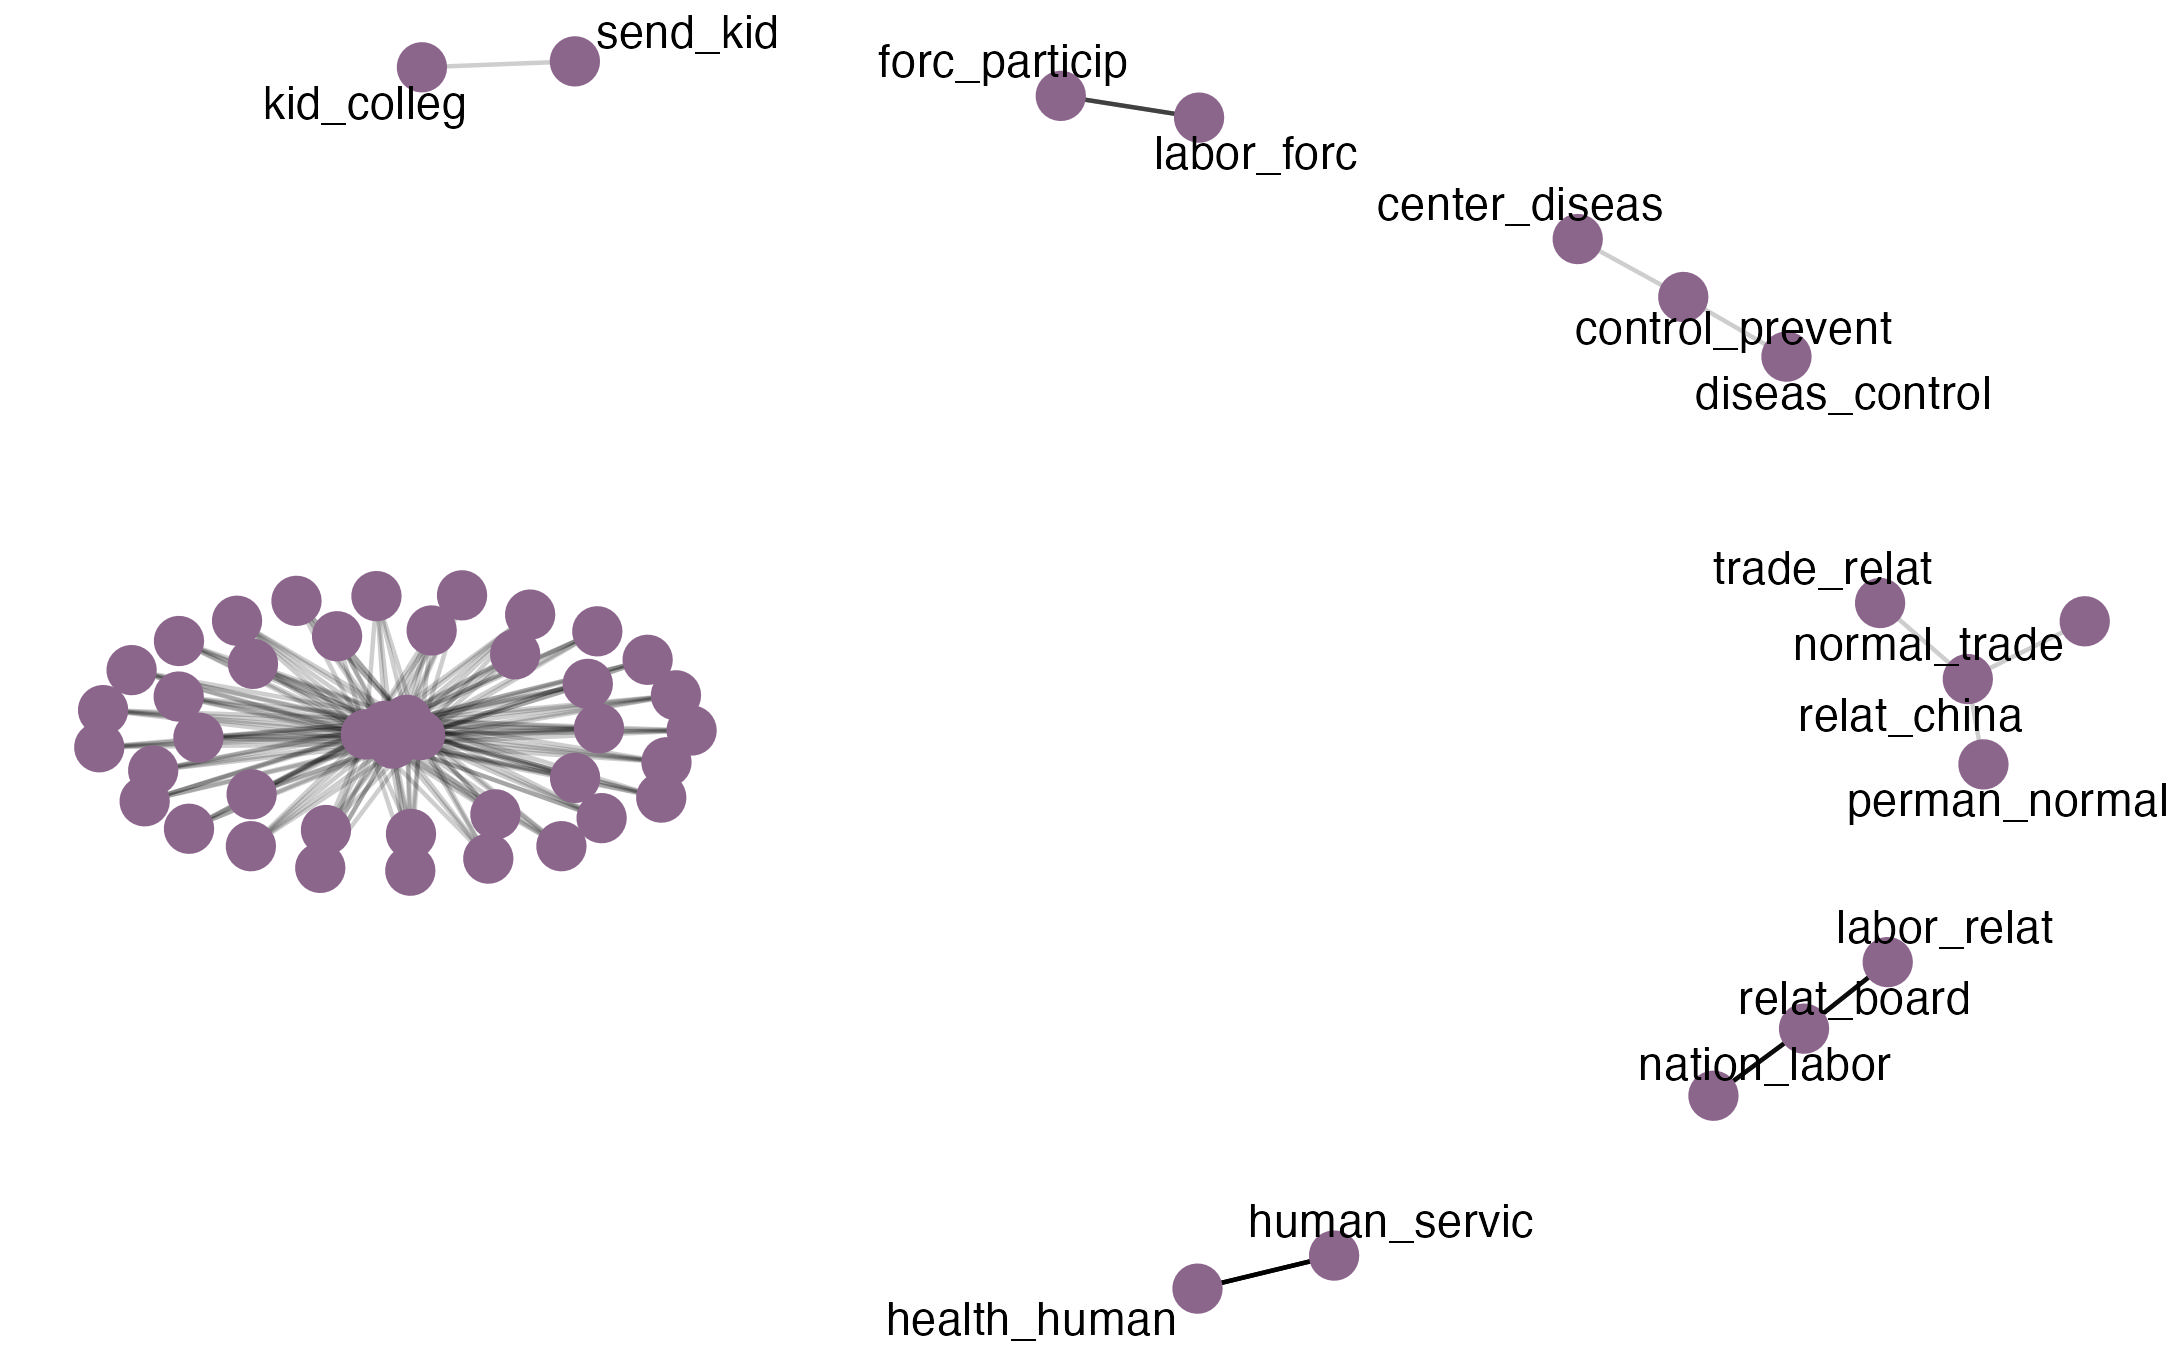 send_kid
kid_colleg
forc_particip
labor_forc
center_diseas
control_prevent
diseas_control
trade_relat
normal_trade
relat_china
perman_normal
labor_relat
relat_board
nation_labor
human_servic
health_human